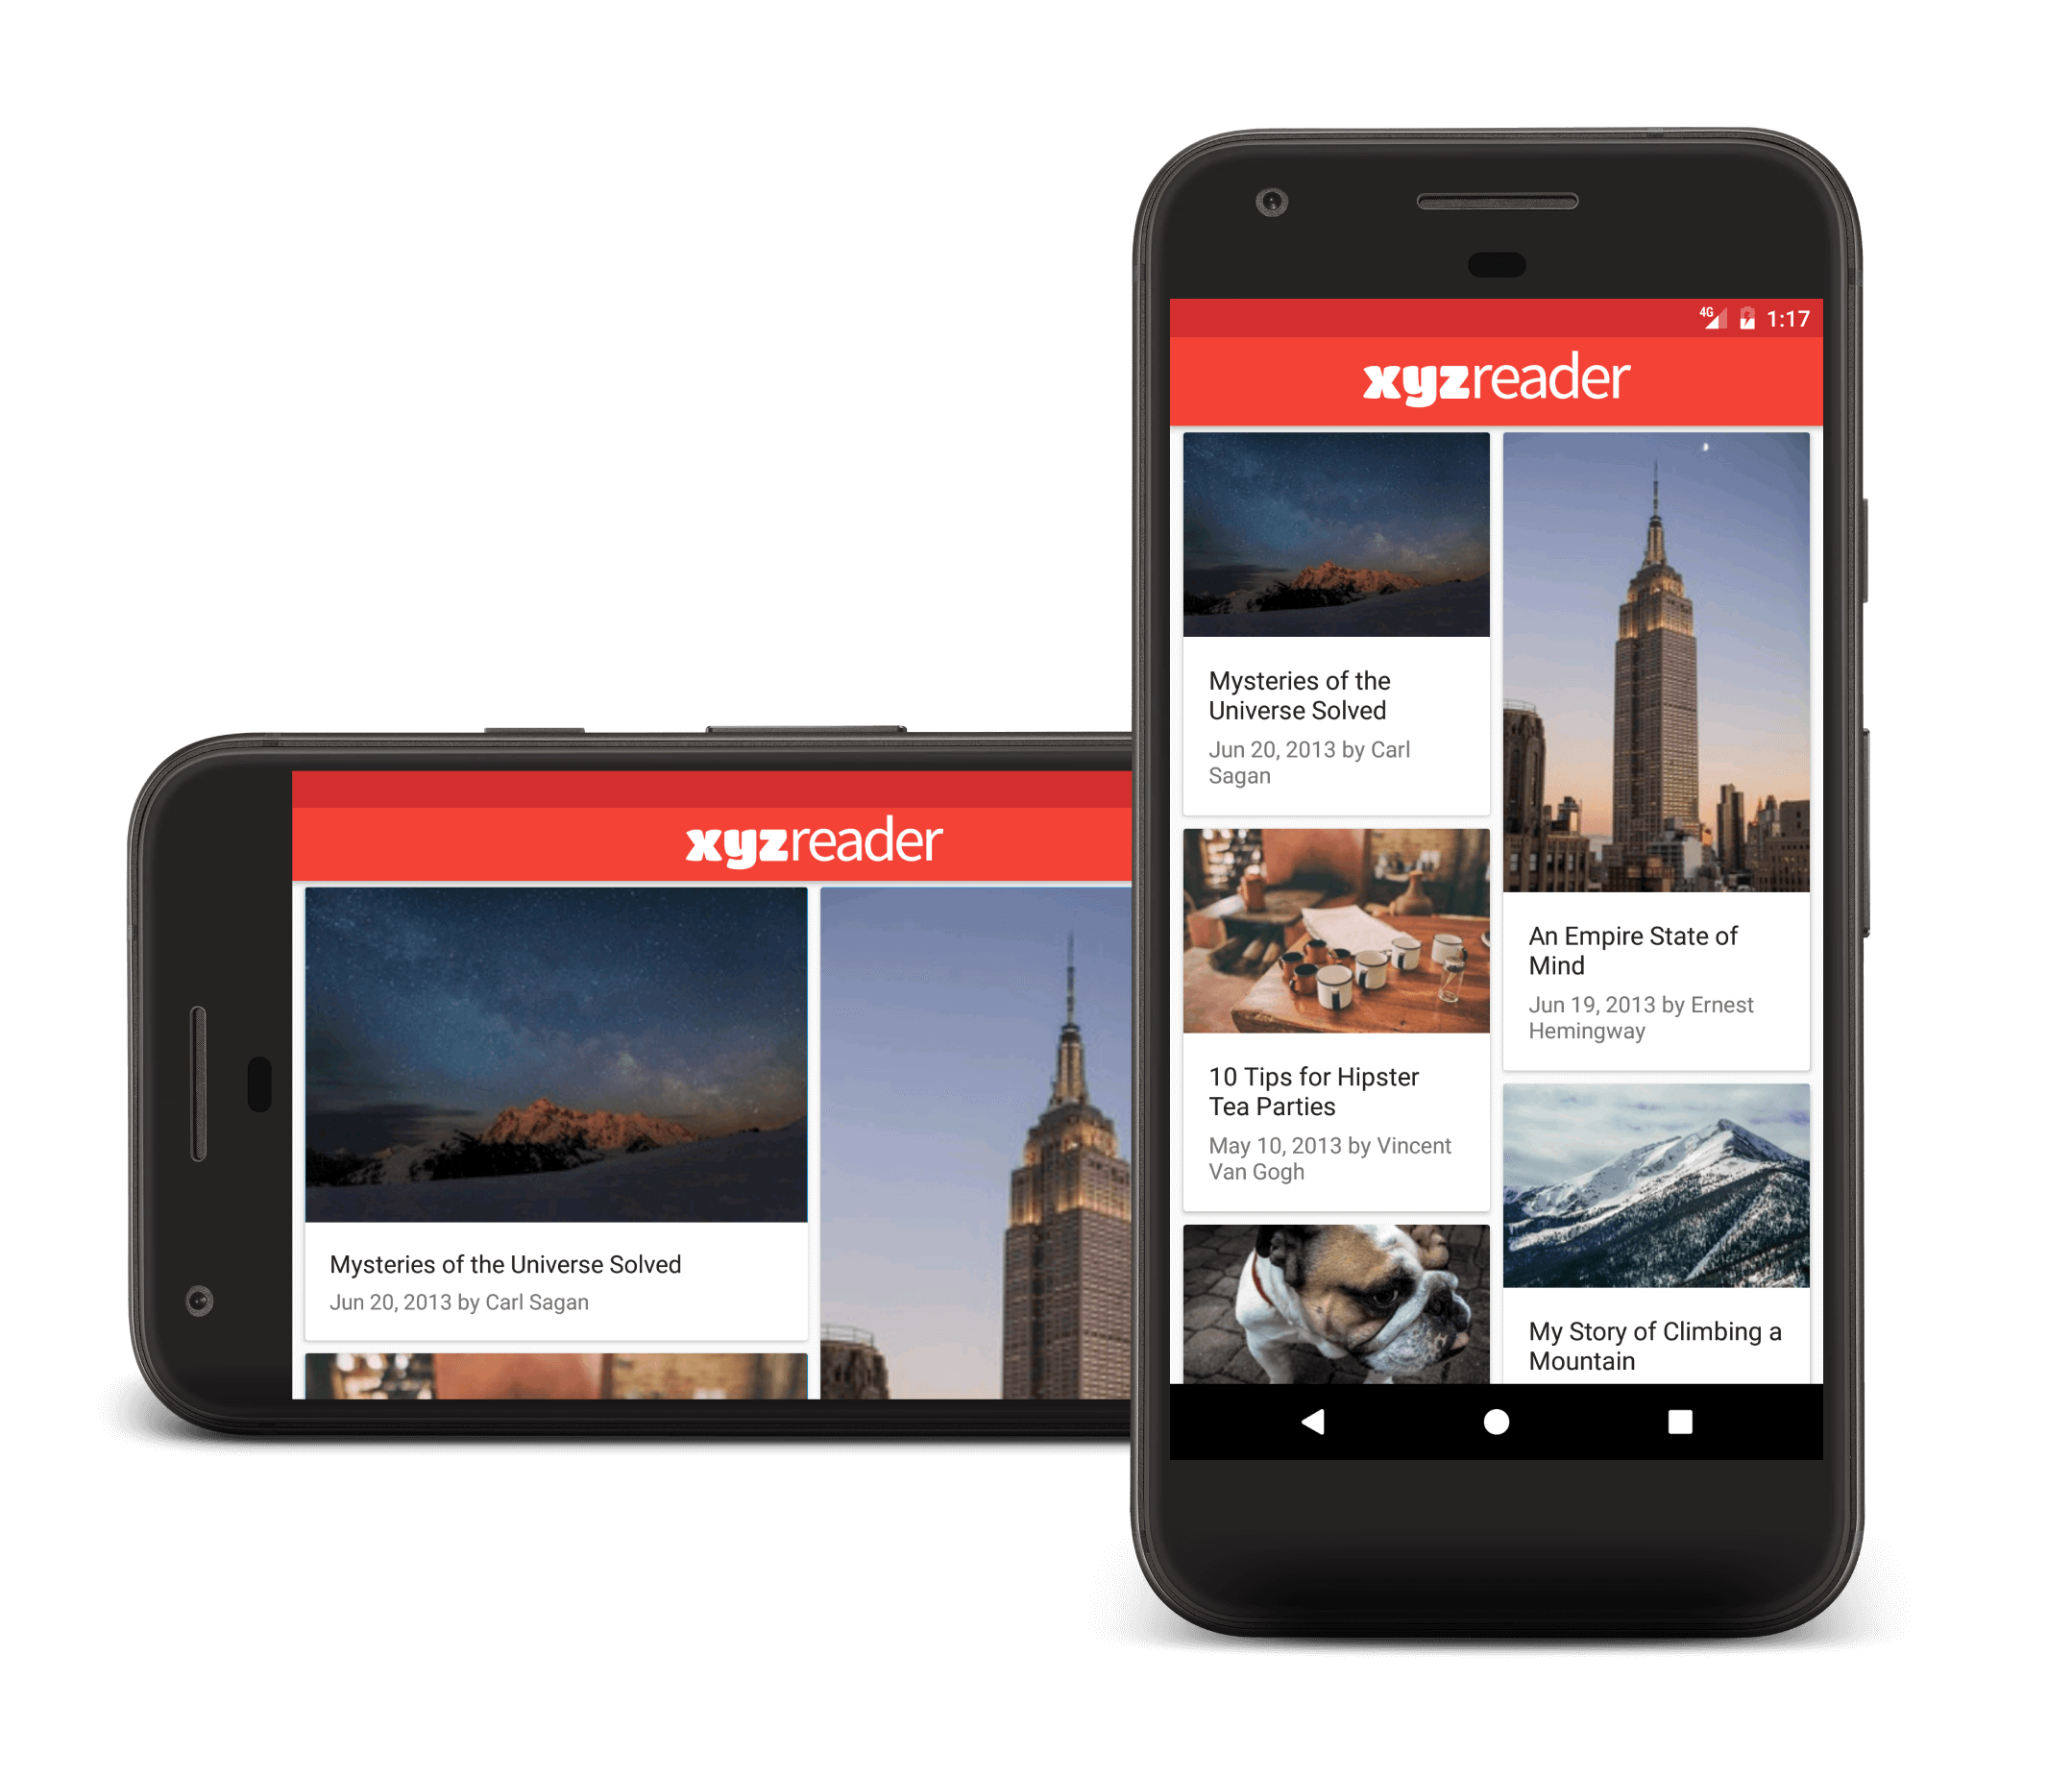 xyzreader
Mysteries of the Universe Solved
Jun 20, 2013 by Carl Sagan
4G
1:17
xyzreader
Mysteries of the
Universe Solved
Jun 20, 2013 by Carl
Sagan
10 Tips for Hipster
Tea Parties
May 10, 2013 by Vincent
Van Gogh
An Empire State of
Mind
Jun 19, 2013 by Ernest
Hemingway
My Story of Climbing a
Mountain